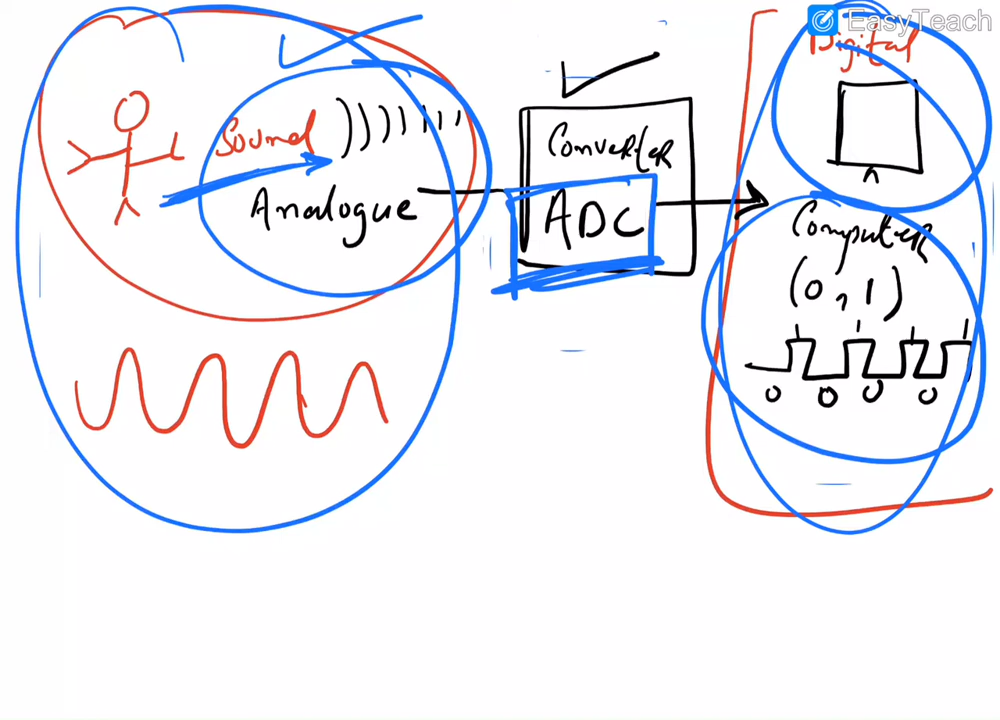 EasyTeach
Digital
Sound
Analogue
Converter
ADC
Computer
(0,1)
0 0 0 0